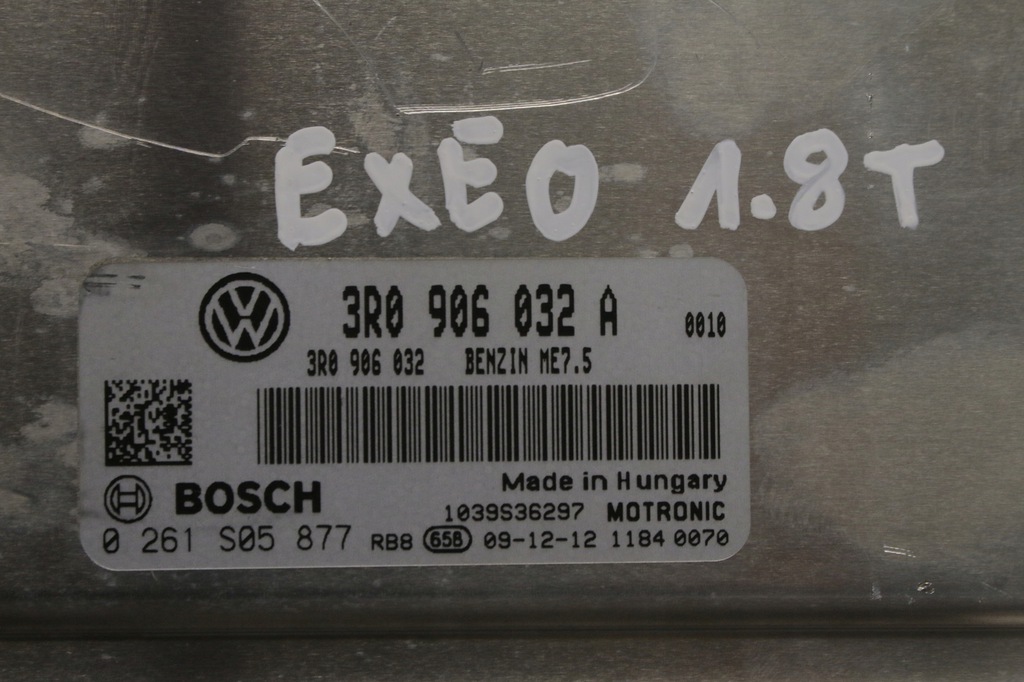 EXEO 1.8T
3R0 906 032 A 0010
3R0 906 032 BENZIN ME7.5
Made in Hungary
BOSCH
1039S36297 MOTRONIC
0 261 S05 877 RB8 65B 09-12-12 1184 0070